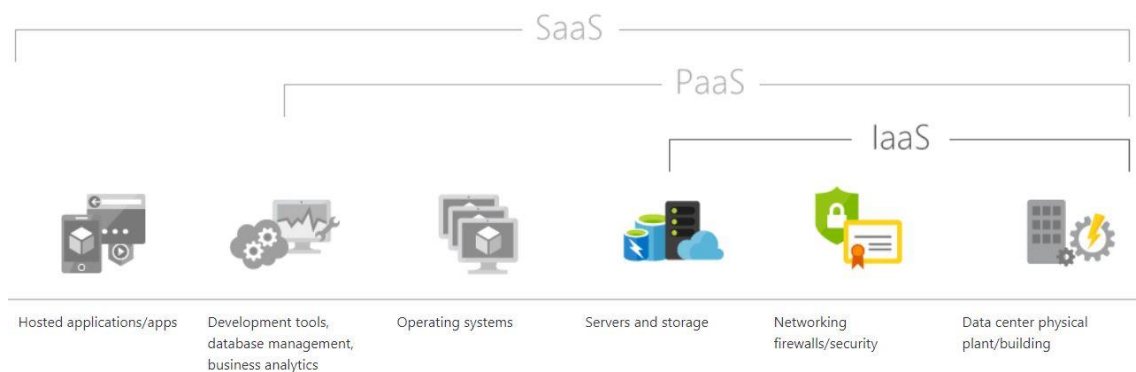 SaaS
PaaS
IaaS
Hosted applications/apps
Development tools,
database management,
business analytics
Operating systems
Servers and storage
Networking
firewalls/security
Data center physical
plant/building